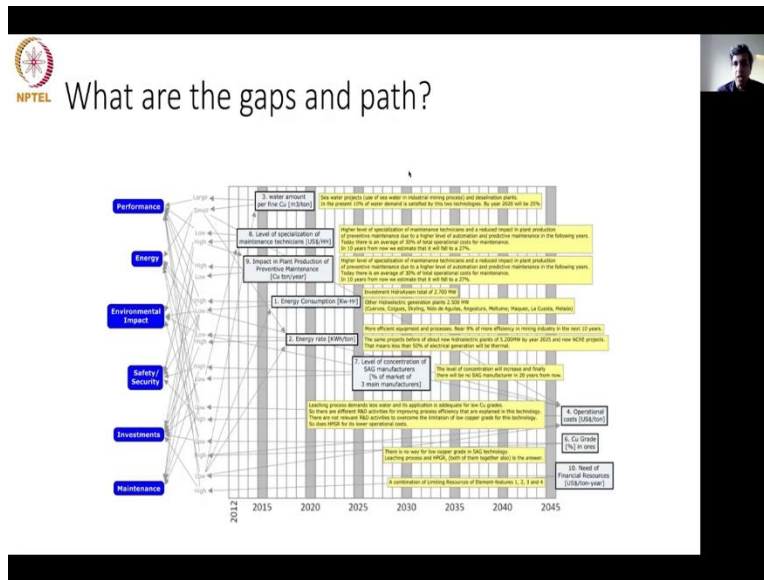 NPTEL
What are the gaps and path?
Performance
Energy
Environmental
Impact
Safety/
Security
Investments
Maintenance
Large
Small
Low
High
High
Low
High
Low
High
Low
Low
High
High
Low
High
3. water amount
per fine Cu [m3/ton]
Sea water projects (use of sea water in industrial mining process) and desalination plants.
In the present 10% of water demand is satisfied by this two technologies. By year 2020 will be 25%
8. Level of specialization of
maintenance technicians [US$/HH]
Higher level of specialization of maintenance technicians and a reduced impact in plant production
of preventive maintenance due to a higher level of automation and predictive maintenance in the following years.
Today there is an average of 30% of total operational costs for maintenance.
In 10 years from now we estimate that it will fall to a 27%.
9. Impact in Plant Production of
Preventive Maintenance
[Cu ton/year]
Higher level of specialization of maintenance technicians and a reduced impact in plant production
of preventive maintenance due to a higher level of automation and predictive maintenance in the following years.
Today there is an average of 30% of total operational costs for maintenance.
In 10 years from now we estimate that it will fall to a 27%.
Investment HidroAysen total of 2.700 MW
1. Energy Consumption [Kw-Hr]
Other Hidroelectric generation plants 2.500 MW
More efficient equipment and processes. Near 9% of more efficiency in mining industry in the next 10 years.
2. Energy rate [KWh/ton]
The same projects before of about new hidroelectric plants of 5.200MW by year 2025 and new NCRE projects.
That means less than 50% of electrical generation will be thermal.
7. Level of concentration of
SAG manufacturers
[% of market of
3 main manufacturers]
The level of concentration will increase and finally
there will be no SAG manufacturer in 20 years from now.
Leaching process demands less water and its application is addequate for low Cu grades.
So there are different R&D activities for improving process efficiency that are explained in this technology.
There are not relevant R&D activities to overcome the limitation of low copper grade for this technology.
So does HPGR for its lower operational costs.
4. Operational
costs [US$/ton]
6. Cu Grade
[%] in ores
There is no way for low copper grade in SAG technology.
Leaching process and HPGR, (both of them together also) is the answer.
10. Need of
Financial Resources
[US$/ton-year]
A combination of Limiting Resources of Element Features 1, 2, 3 and 4
2012
2015
2020
2025
2030
2035
2040
2045